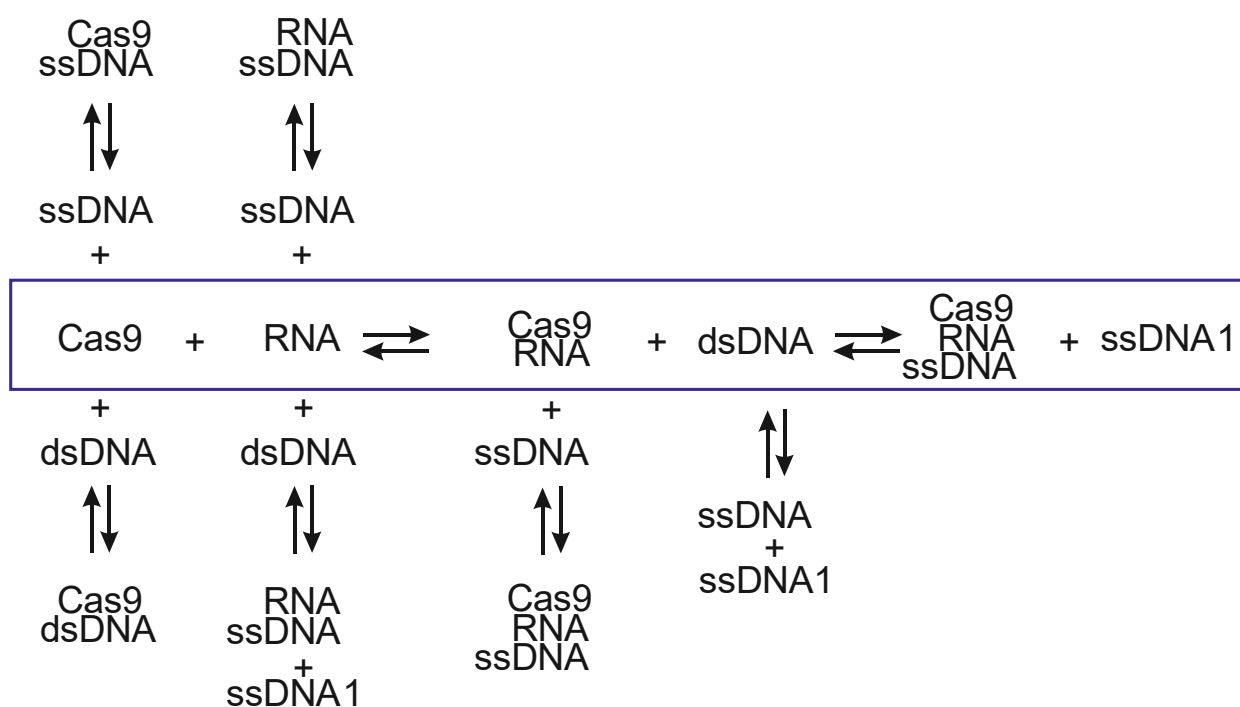 Cas9 RNA
ssDNA ssDNA
ssDNA ssDNA
+ +
Cas9 + RNA Cas9 RNA + dsDNA Cas9 RNA ssDNA + ssDNA1
+ + +
dsDNA dsDNA ssDNA
ssDNA
+
ssDNA1
Cas9 RNA Cas9
dsDNA ssDNA RNA
+ ssDNA
ssDNA1